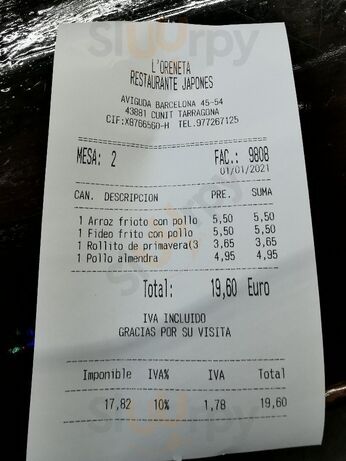 Sluurpy
L'ORENETA
RESTAURANTE JAPONES
AVIGUDA BARCELONA 45-54
43881 CUNIT TARRAGONA
CIF:X8766560-H TEL.977267125
MESA: 2 FAC.: 9808
01/01/2021
CAN. DESCRIPCION PRE. SUMA
1 Arroz frioto con pollo 5,50 5,50
1 Fideo frito con pollo 5,50 5,50
1 Rollito de primavera(3 3,65 3,65
1 Pollo almendra 4,95 4,95
Total: 19,60 Euro
IVA INCLUIDO
GRACIAS POR SU VISITA
Imponible IVA% IVA Total
17,82 10% 1,78 19,60